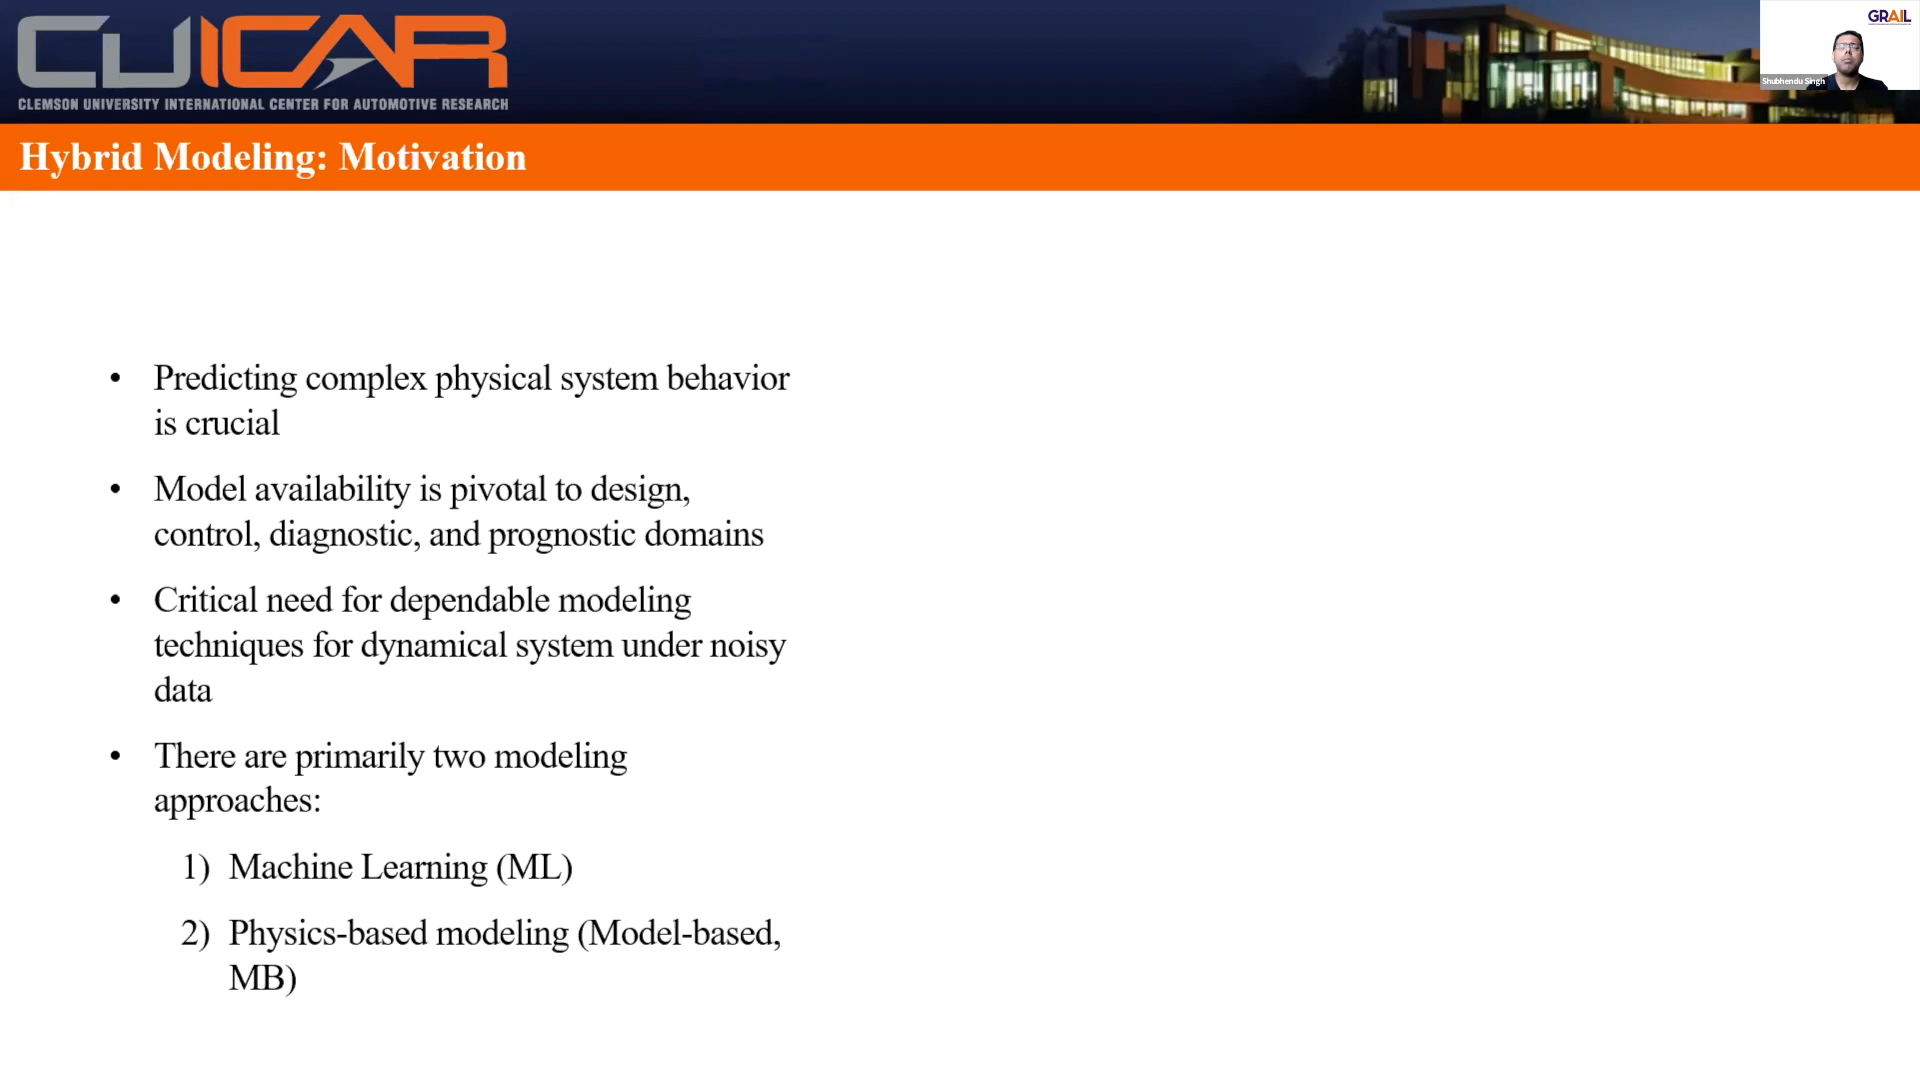 CUICAR
CLEMSON UNIVERSITY INTERNATIONAL CENTER FOR AUTOMOTIVE RESEARCH
GRAIL
Shubhendu Singh
Hybrid Modeling: Motivation
• Predicting complex physical system behavior
is crucial
• Model availability is pivotal to design,
control, diagnostic, and prognostic domains
• Critical need for dependable modeling
techniques for dynamical system under noisy
data
• There are primarily two modeling
approaches:
1) Machine Learning (ML)
2) Physics-based modeling (Model-based,
MB)